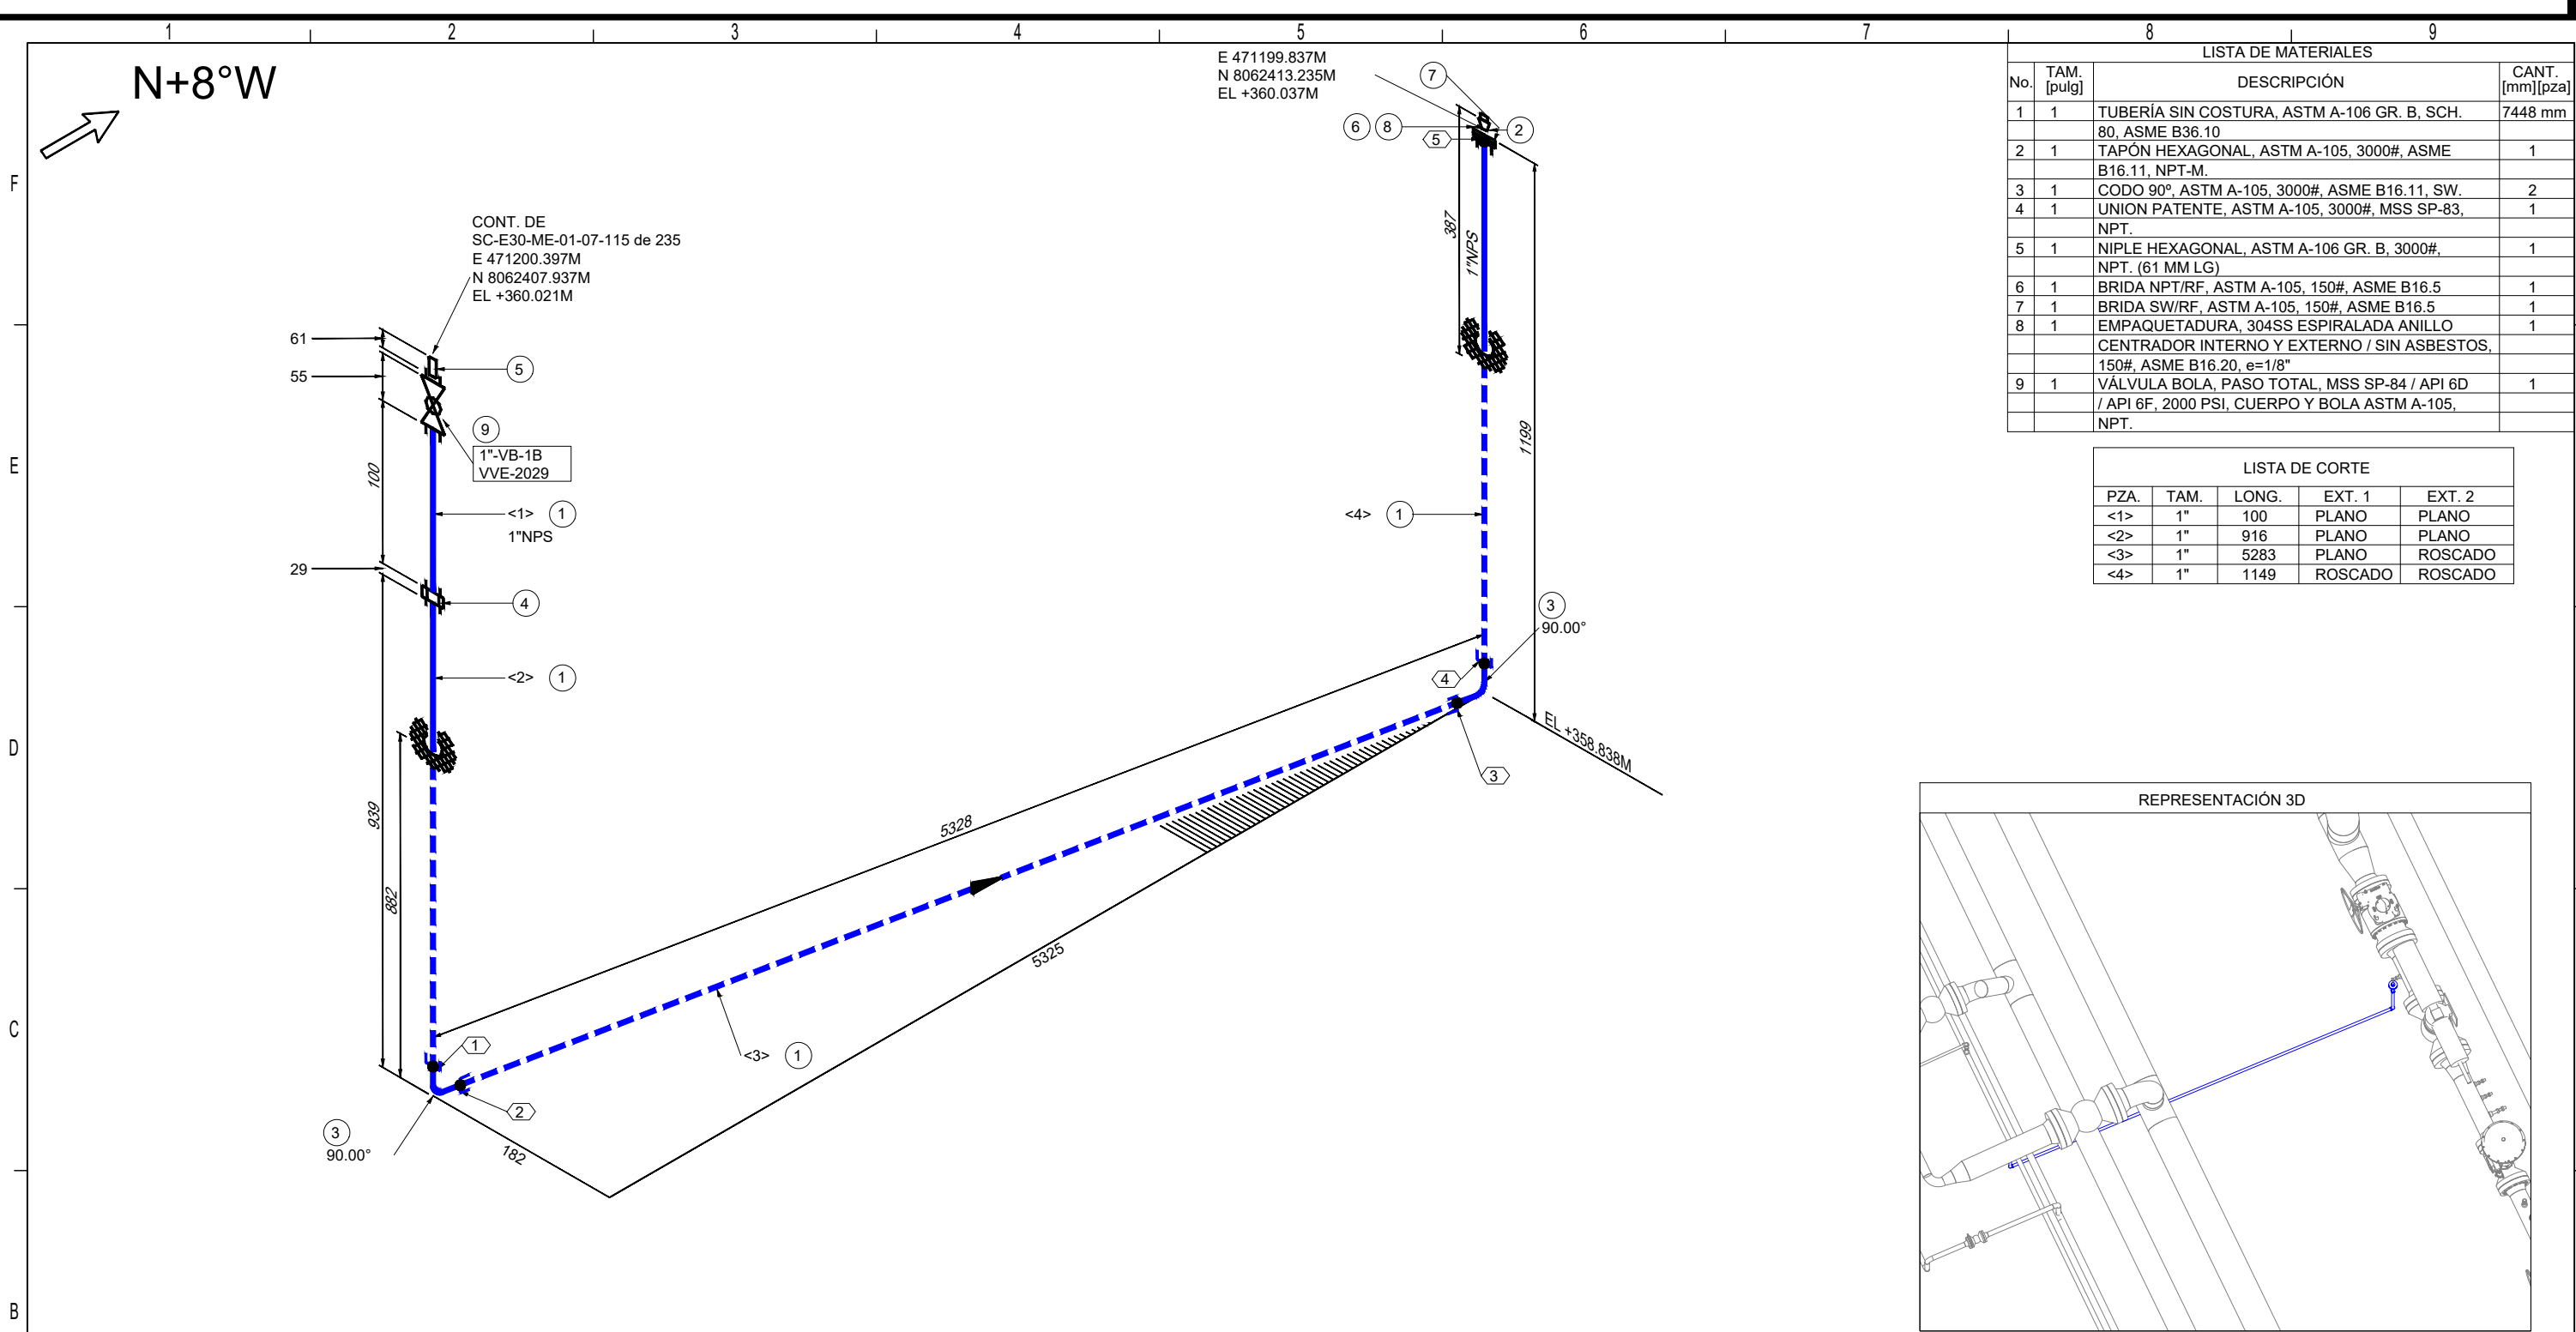 1 2 3 4 5 6 7 8 9
F
E
D
C
B
N+8°W
CONT. DE
SC-E30-ME-01-07-115 de 235
E 471200.397M
N 8062407.937M
EL +360.021M
61
55
100
29
939
882
5
9
1"-VB-1B
VVE-2029
<1> 1
1"NPS
4
<2> 1
1
2
3
90.00°
182
<3> 1
5328
5325
E 471199.837M
N 8062413.235M
EL +360.037M
7
6 8
2
5
387
1"NPS
1199
<4> 1
3
90.00°
4
3
EL +358.838M
LISTA DE MATERIALES
No. TAM. [pulg] DESCRIPCIÓN CANT. [mm][pza]
1 1 TUBERÍA SIN COSTURA, ASTM A-106 GR. B, SCH. 7448 mm
80, ASME B36.10
2 1 TAPÓN HEXAGONAL, ASTM A-105, 3000#, ASME 1
B16.11, NPT-M.
3 1 CODO 90º, ASTM A-105, 3000#, ASME B16.11, SW. 2
4 1 UNION PATENTE, ASTM A-105, 3000#, MSS SP-83, 1
NPT.
5 1 NIPLE HEXAGONAL, ASTM A-106 GR. B, 3000#, 1
NPT. (61 MM LG)
6 1 BRIDA NPT/RF, ASTM A-105, 150#, ASME B16.5 1
7 1 BRIDA SW/RF, ASTM A-105, 150#, ASME B16.5 1
8 1 EMPAQUETADURA, 304SS ESPIRALADA ANILLO 1
CENTRADOR INTERNO Y EXTERNO / SIN ASBESTOS,
150#, ASME B16.20, e=1/8"
9 1 VÁLVULA BOLA, PASO TOTAL, MSS SP-84 / API 6D 1
/ API 6F, 2000 PSI, CUERPO Y BOLA ASTM A-105,
NPT.
LISTA DE CORTE
PZA. TAM. LONG. EXT. 1 EXT. 2
<1> 1" 100 PLANO PLANO
<2> 1" 916 PLANO PLANO
<3> 1" 5283 PLANO ROSCADO
<4> 1" 1149 ROSCADO ROSCADO
REPRESENTACIÓN 3D